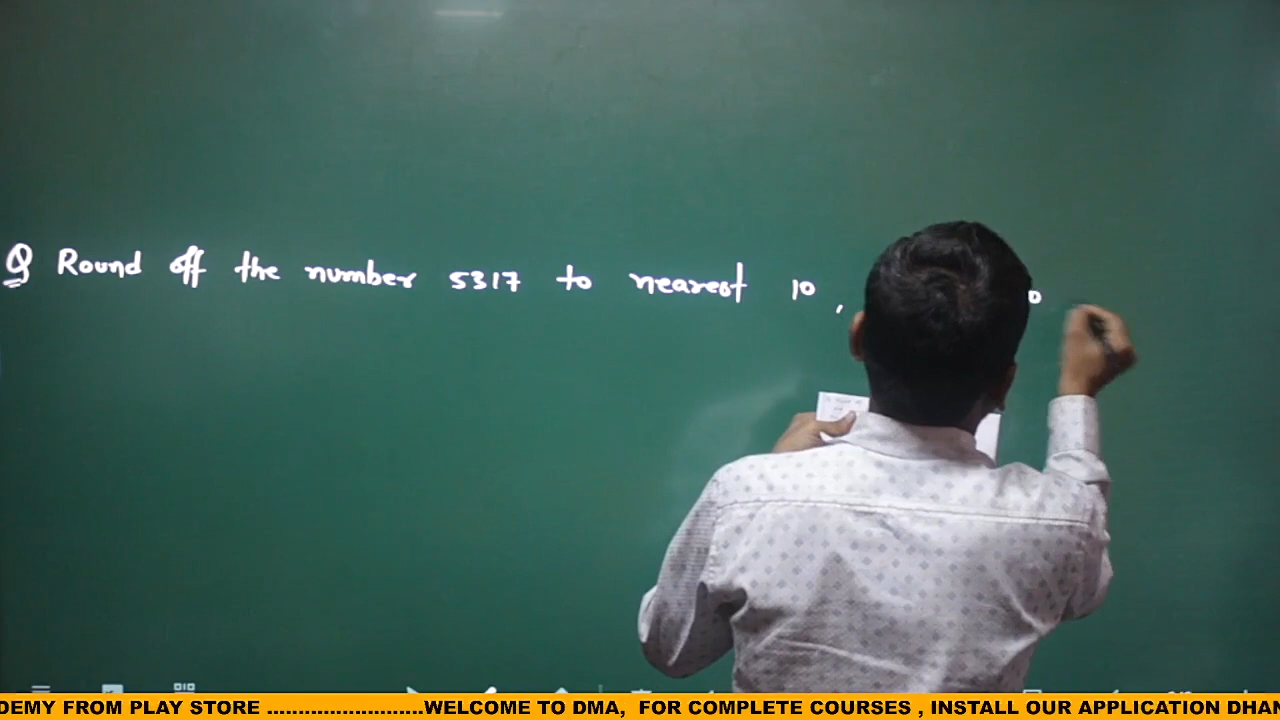 Q Round off the number 5317 to nearest 10,
DEMY FROM PLAY STORE ........................WELCOME TO DMA, FOR COMPLETE COURSES , INSTALL OUR APPLICATION DHAN